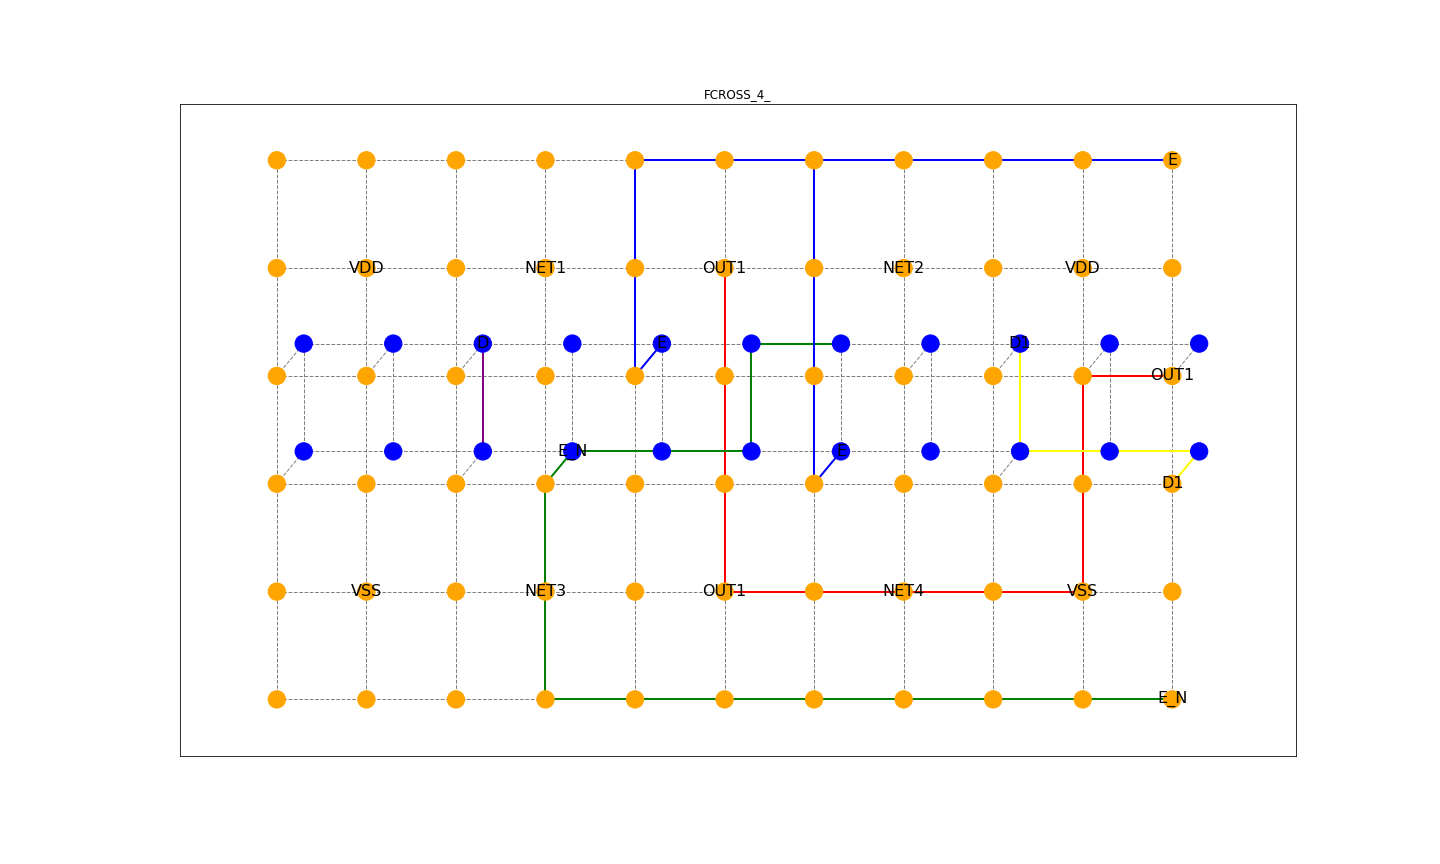 FCROSS_4_
E
VDD NET1 OUT1 NET2 VDD
D E D1
OUT1
E_N E
D1
VSS NET3 OUT1 NET4 VSS
E_N